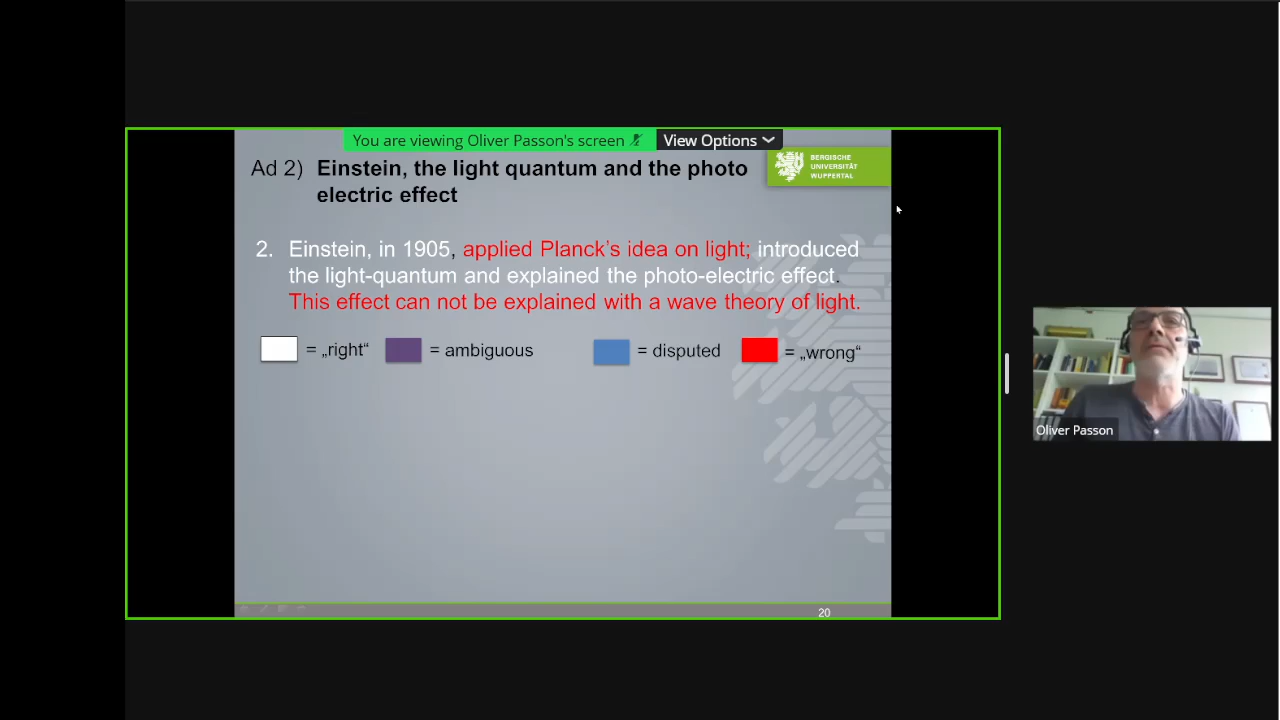 You are viewing Oliver Passon's screen
View Options
Ad 2) Einstein, the light quantum and the photo
electric effect
BERGISCHE
UNIVERSITÄT
WUPPERTAL
2. Einstein, in 1905, applied Planck's idea on light; introduced
the light-quantum and explained the photo-electric effect.
This effect can not be explained with a wave theory of light.
= „right“ = ambiguous = disputed = „wrong“
Oliver Passon
20